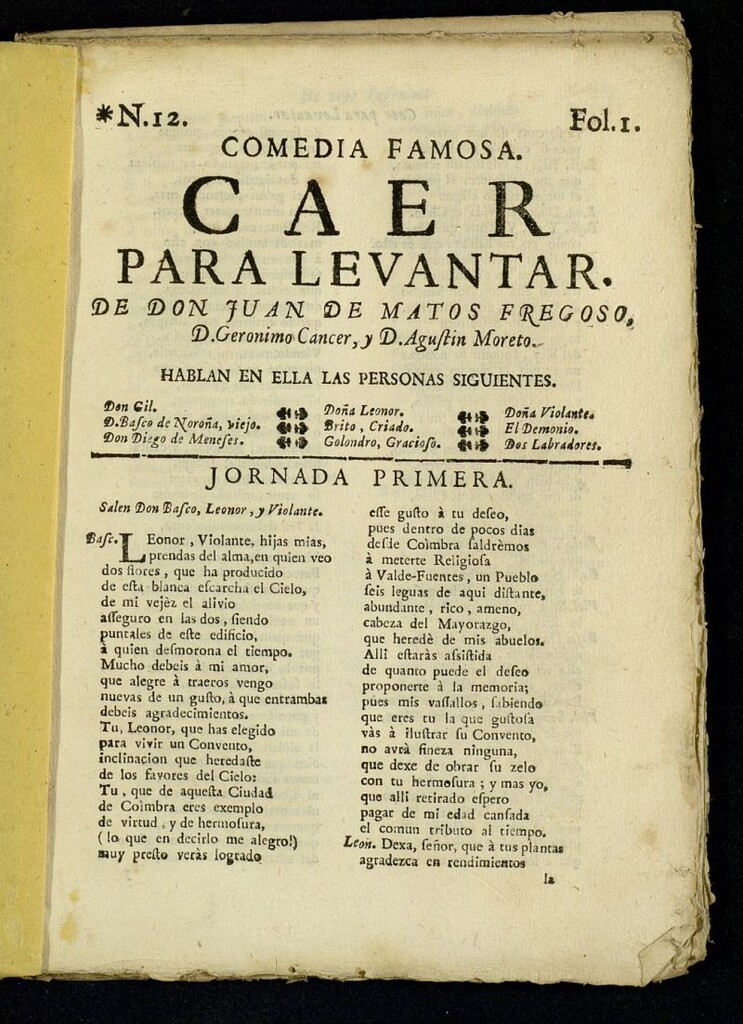 *N.12.
Fol.1.
COMEDIA FAMOSA.
CAER
PARA LEVANTAR.
DE DON JUAN DE MATOS FREGOSO,
D.Geronimo Cancer, y D.Aguſtin Moreto.
HABLAN EN ELLA LAS PERSONAS SIGUIENTES.
Don Gil.
D.Baſco de Noroña, viejo.
Don Diego de Meneſes.
Doña Leonor.
Brito, Criado.
Golondro, Gracioſo.
Doña Violante.
El Demonio.
Dos Labradores.
JORNADA PRIMERA.
Salen Don Baſco, Leonor, y Violante.
Baſc. LEonor, Violante, hijas mias,
prendas del alma, en quien veo
dos flores, que ha producido
de eſta blanca eſcarcha el Cielo,
de mi vejèz el alivio
aſſeguro en las dos, ſiendo
puntales de eſte edificio,
à quien deſmorona el tiempo.
Mucho debeis à mi amor,
que alegre à traeros vengo
nuevas de un guſto, à que entrambas
debeis agradecimientos.
Tu, Leonor, que has elegido
para vivir un Convento,
inclinacion que heredaſte
de los favores del Cielo:
Tu, que de aqueſta Ciudad
de Coìmbra eres exemplo
de virtud, y de hermoſura,
(lo que en decirlo me alegro!)
muy preſto veràs logrado
eſſe guſto à tu deſeo,
pues dentro de pocos dias
deſde Coìmbra ſaldrèmos
à meterte Religioſa
à Valde-Fuentes, un Pueblo
ſeis leguas de aqui diſtante,
abundante, rico, ameno,
cabeza del Mayorazgo,
que heredè de mis abuelos.
Alli eſtaràs aſsiſtida
de quanto puede el deſeo
proponerte à la memoria;
pues mis vaſſallos, ſabiendo
que eres tu la que guſtoſa
vàs à iluſtrar ſu Convento,
no avrà fineza ninguna,
que dexe de obrar ſu zelo
con tu hermoſura; y mas yo,
que alli retirado eſpero
pagar de mi edad canſada
el comun tributo al tiempo.
Leon. Dexa, ſeñor, que à tus plantas
agradezca en rendimientos
la